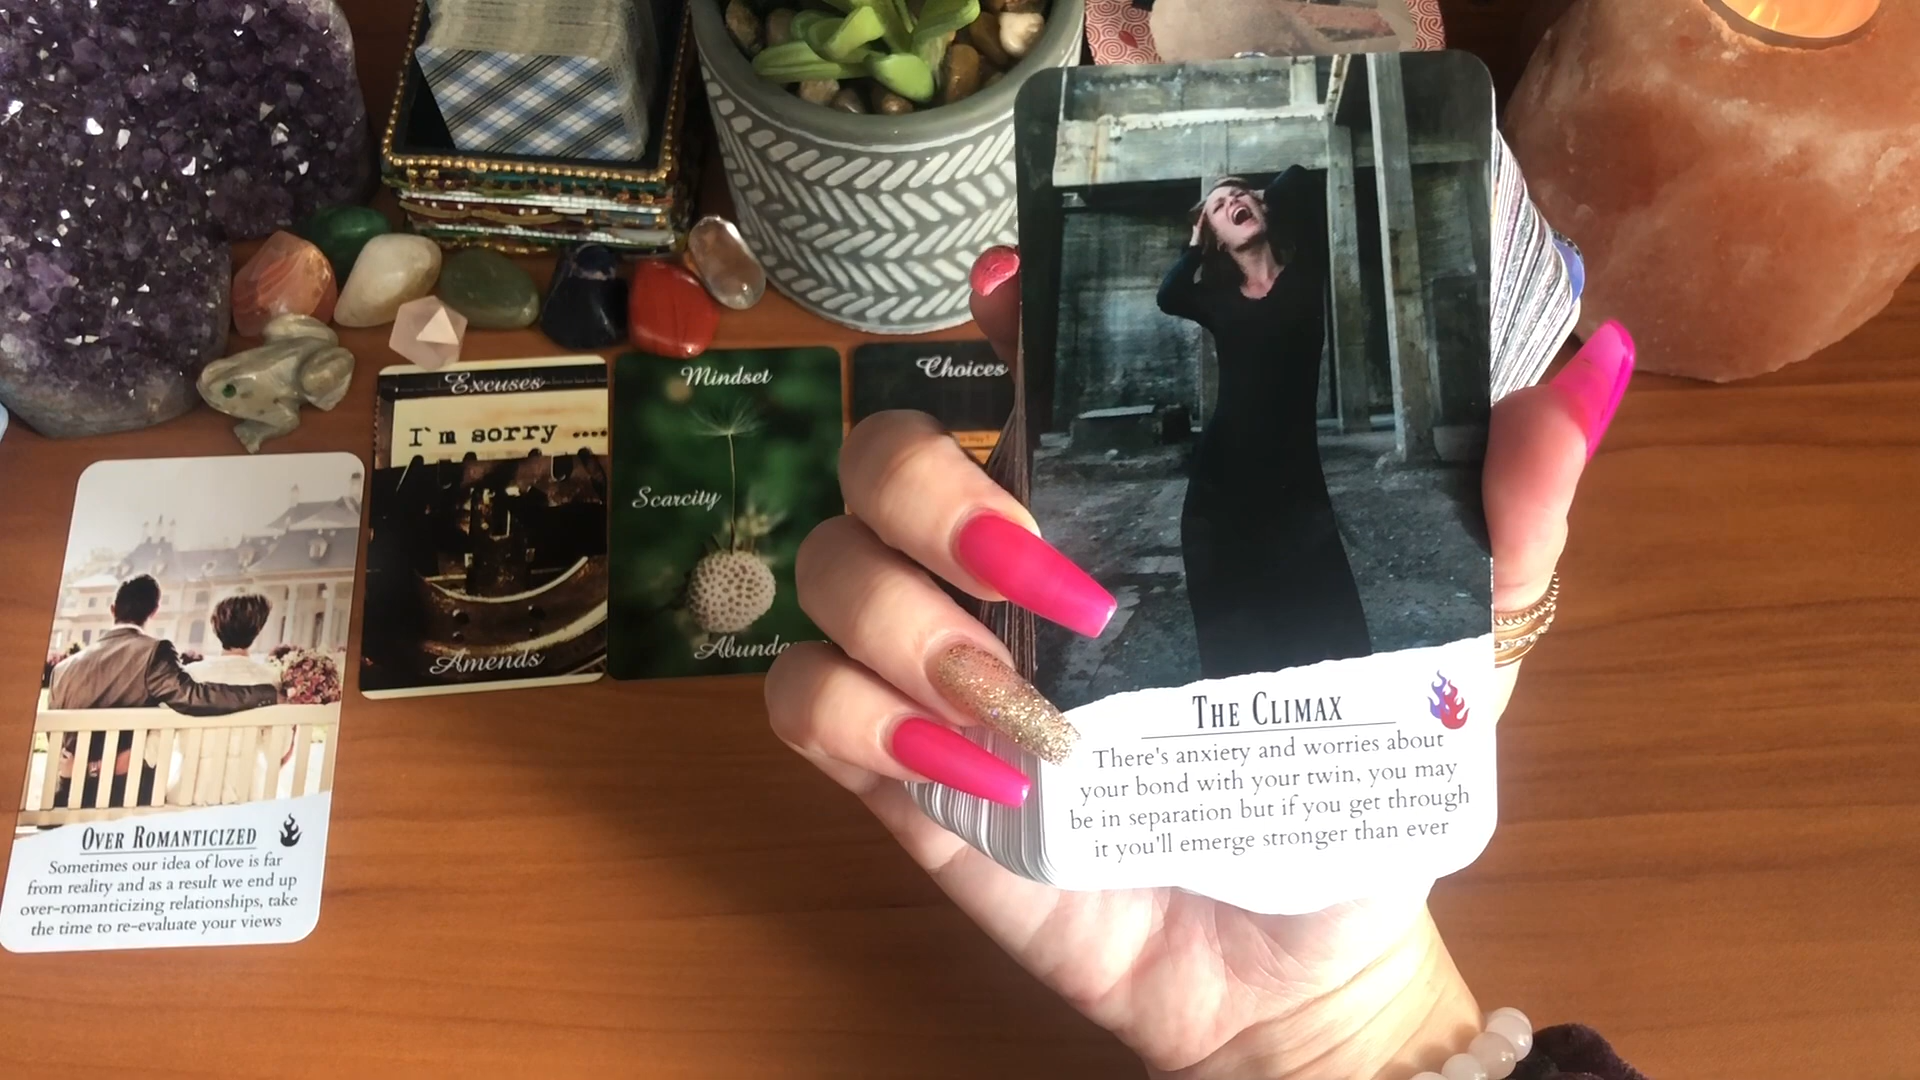 Excuses
I`m sorry ....
Amends
Mindset
Scarcity
Choices
OVER ROMANTICIZED
Sometimes our idea of love is far
from reality and as a result we end up
over-romanticizing relationships, take
the time to re-evaluate your views
THE CLIMAX
There's anxiety and worries about
your bond with your twin, you may
be in separation but if you get through
it you'll emerge stronger than ever